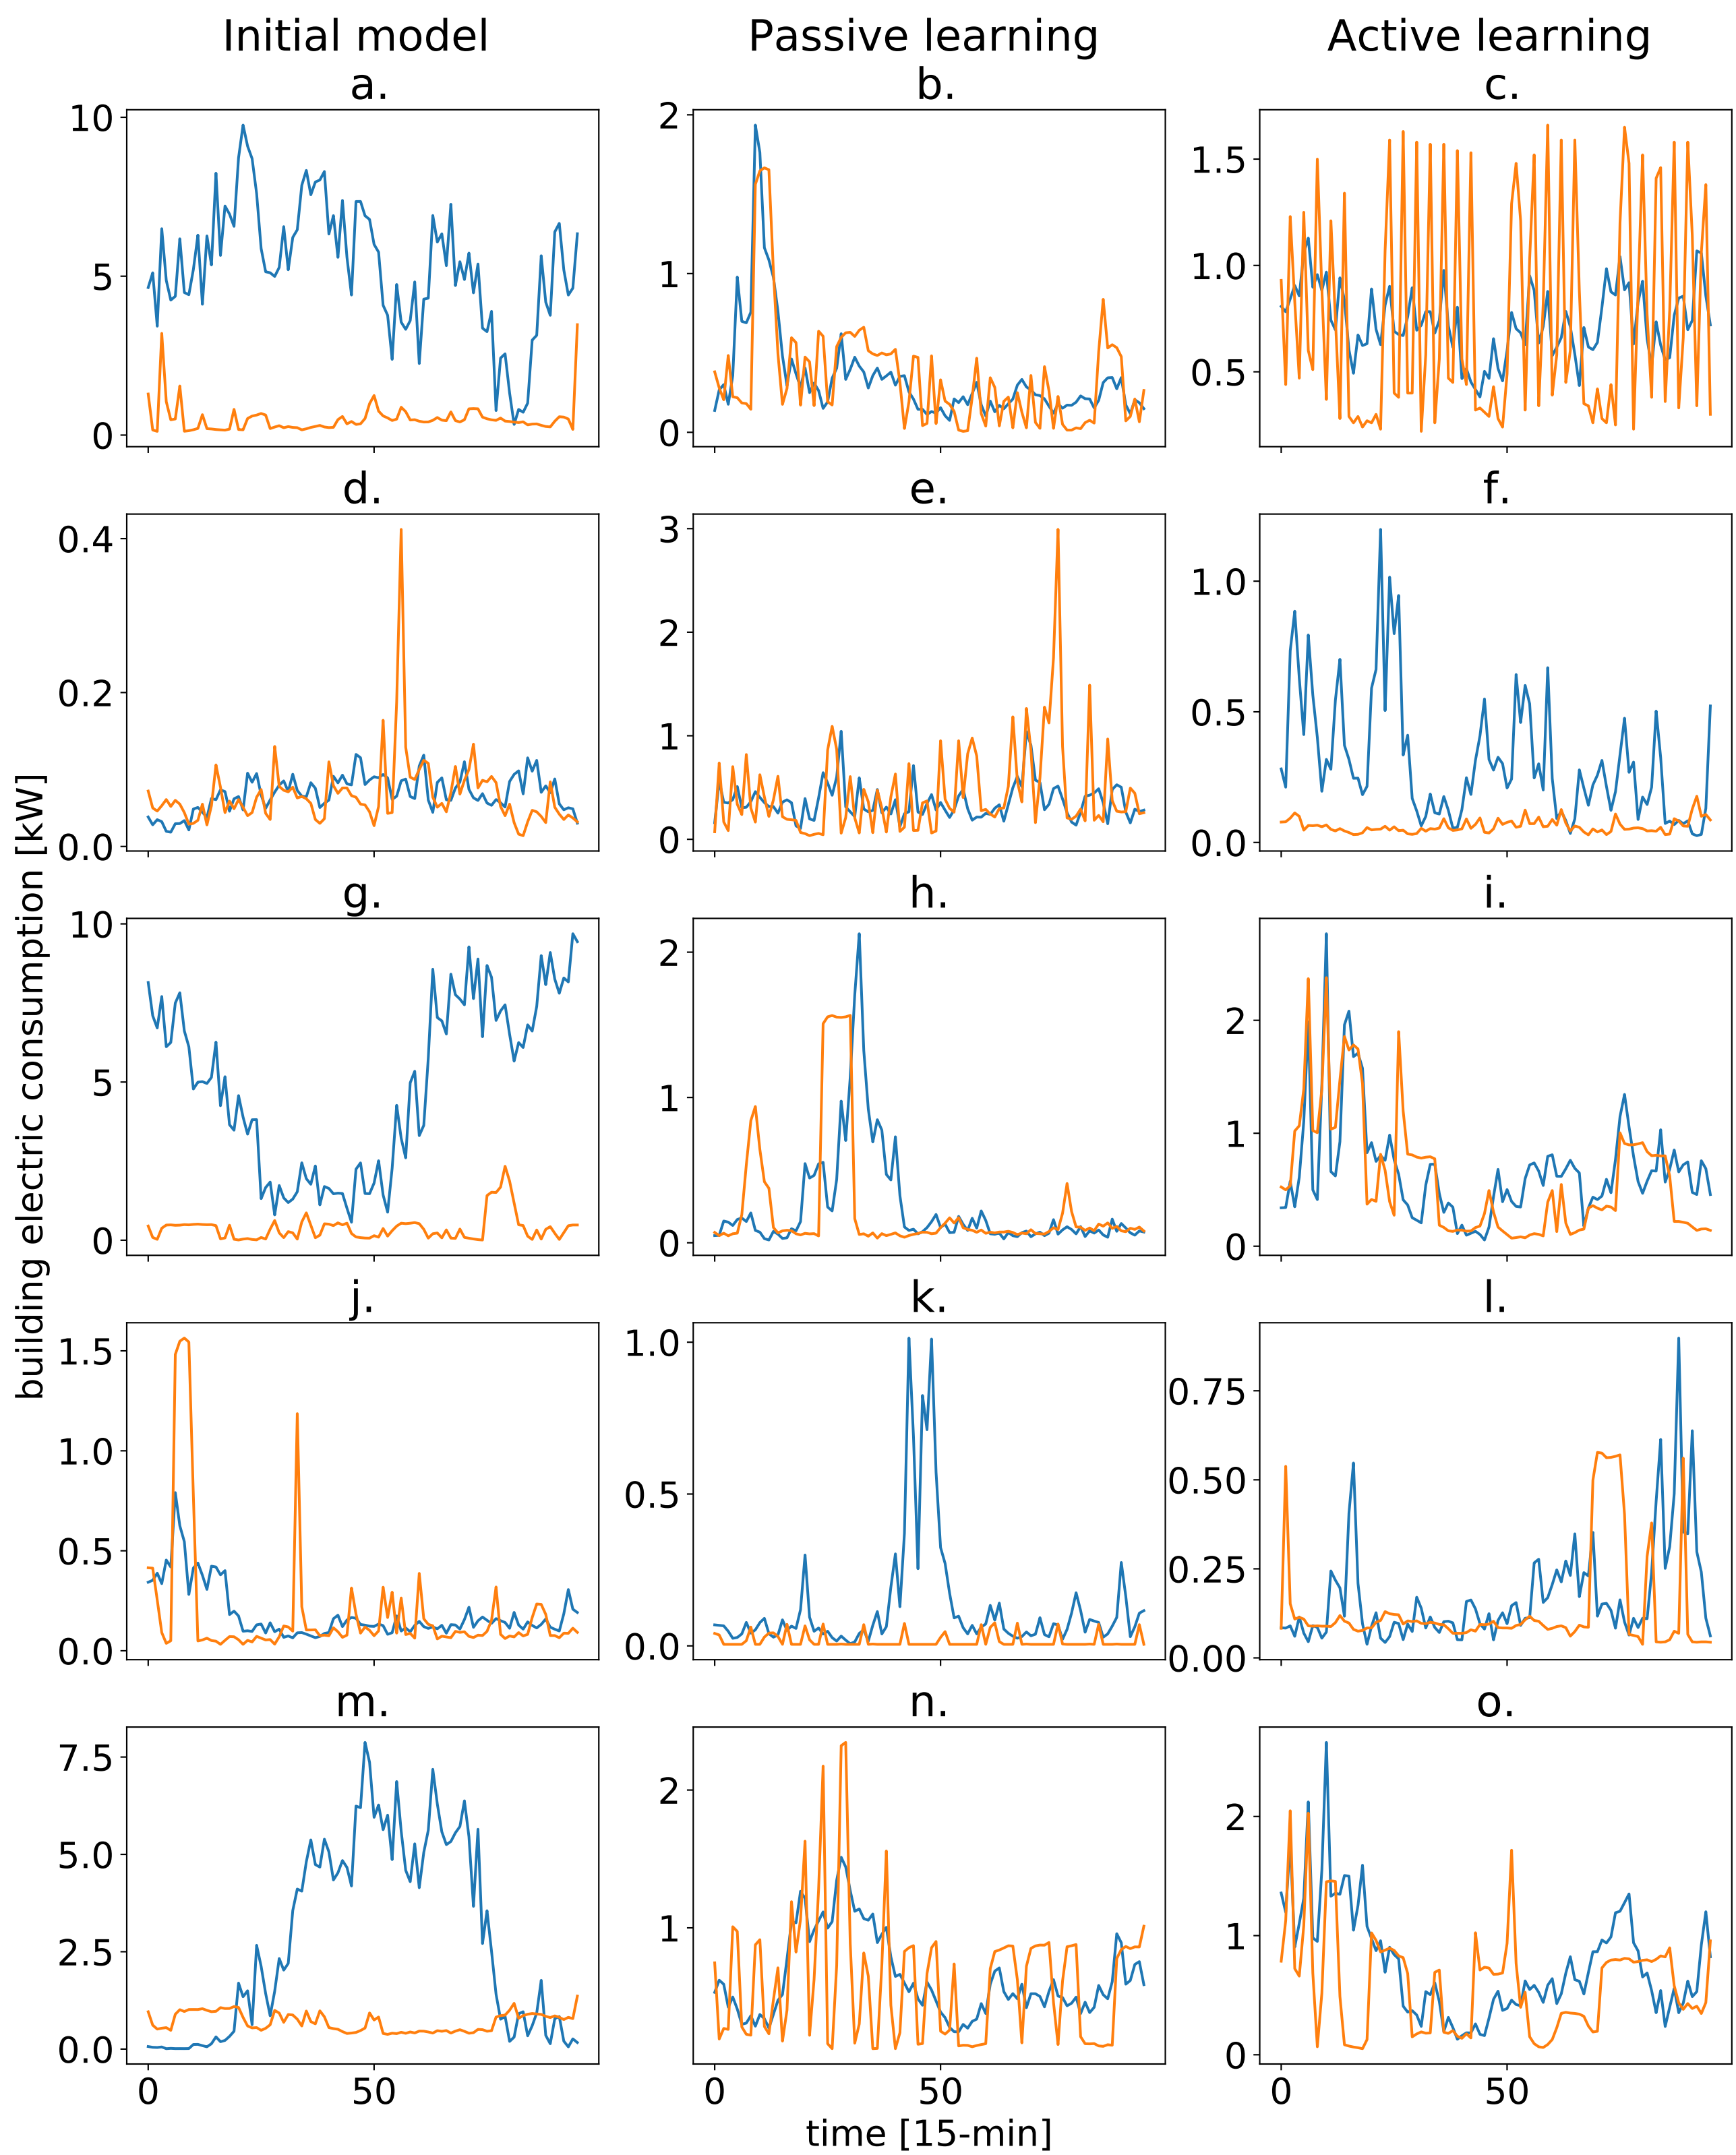 Initial model
Passive learning
Active learning
a.
b.
c.
10
5
0
2
1
0
1.5
1.0
0.5
d.
e.
f.
0.4
0.2
0.0
3
2
1
0
1.0
0.5
0.0
g.
h.
i.
10
5
0
2
1
0
2
1
0
j.
k.
l.
1.5
1.0
0.5
0.0
1.0
0.5
0.0
0.75
0.50
0.25
0.00
m.
n.
o.
7.5
5.0
2.5
0.0
2
1
2
1
0
0
50
0
50
0
50
building electric consumption [kW]
time [15-min]